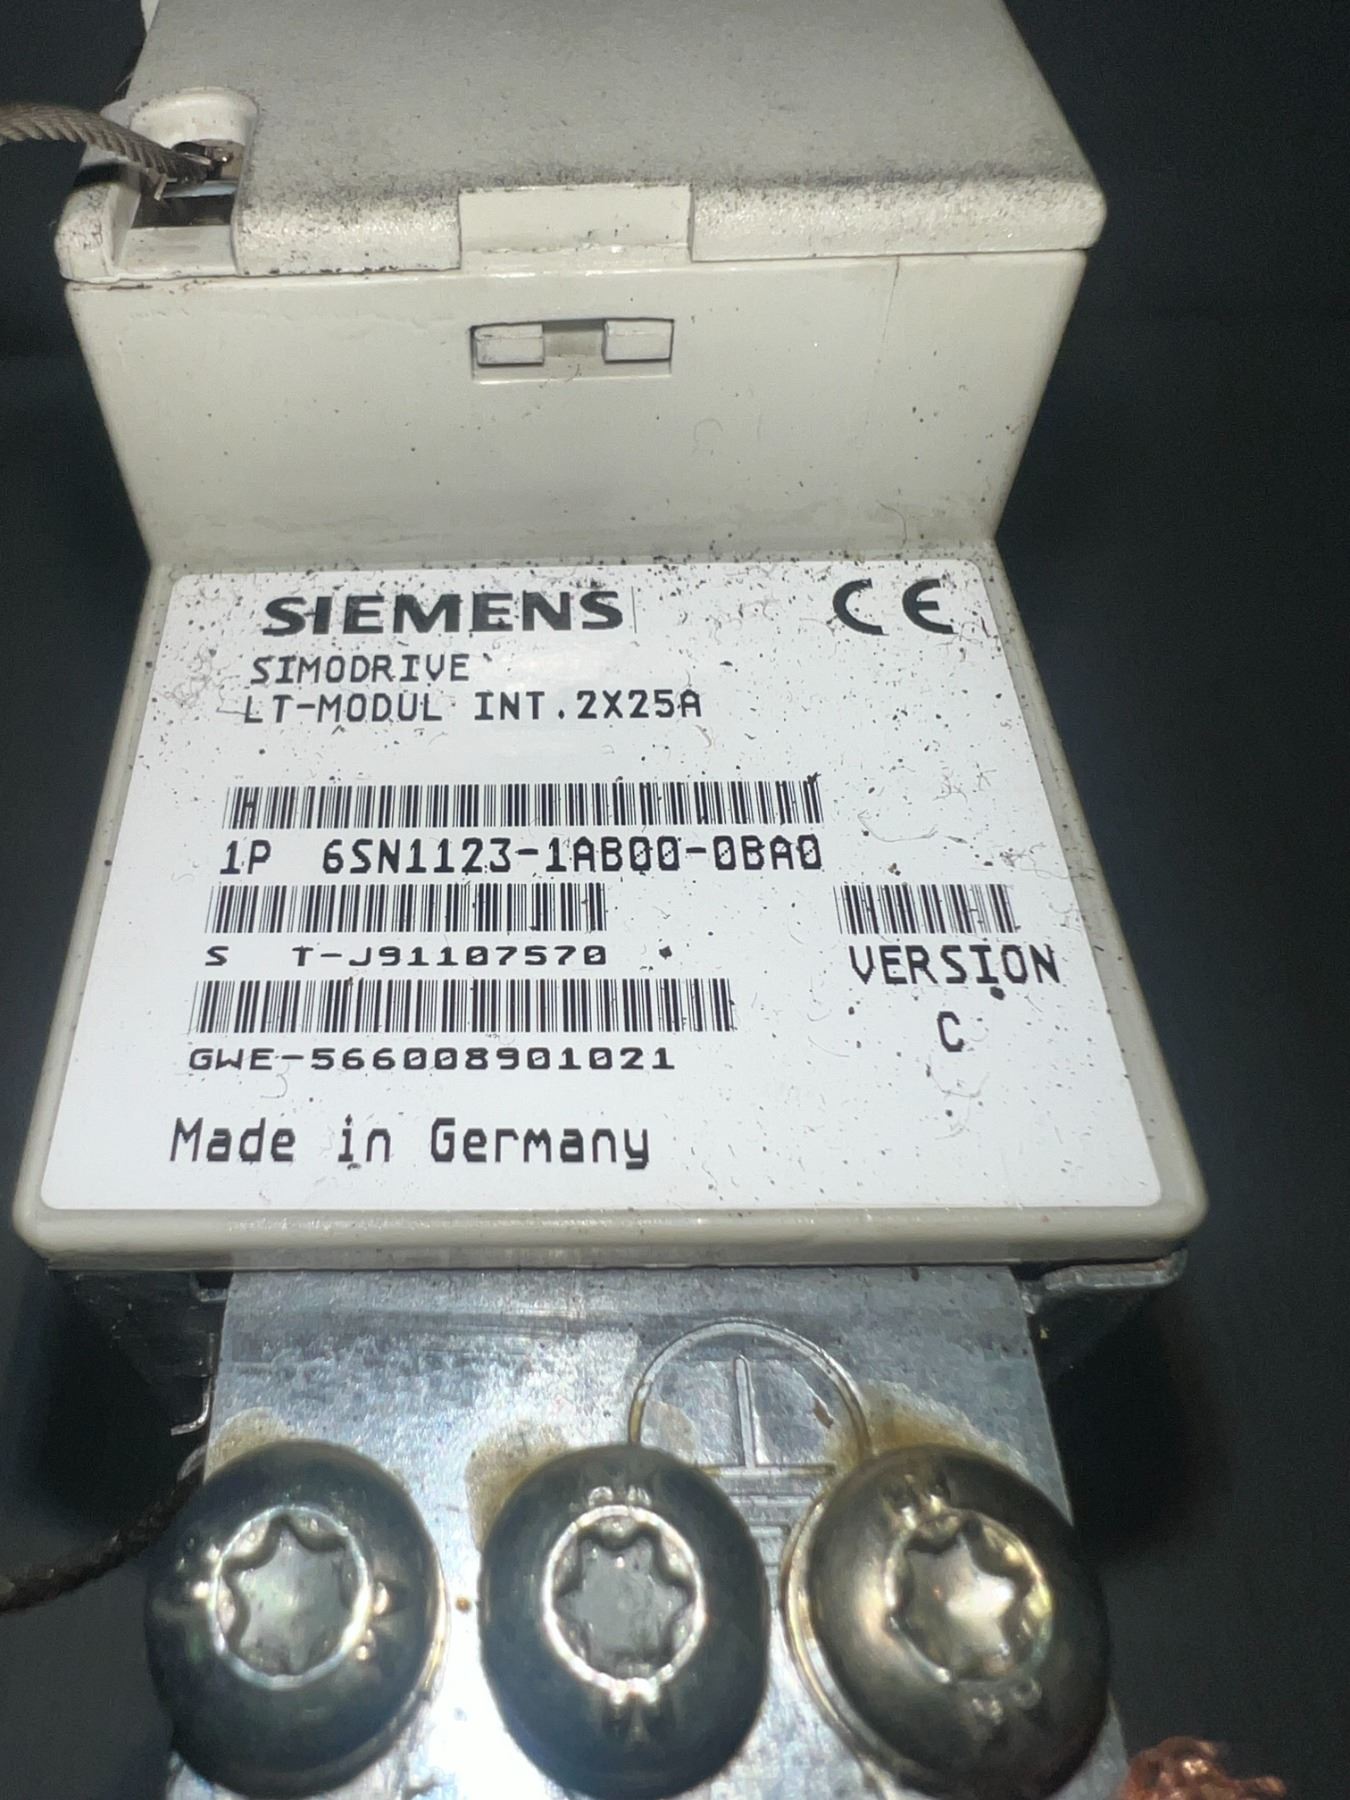 SIEMENS CE
SIMODRIVE
LT-MODUL INT.2X25A
1P 6SN1123-1AB00-0BA0
S T-J91107570
VERSION
C
GWE-566008901021
Made in Germany